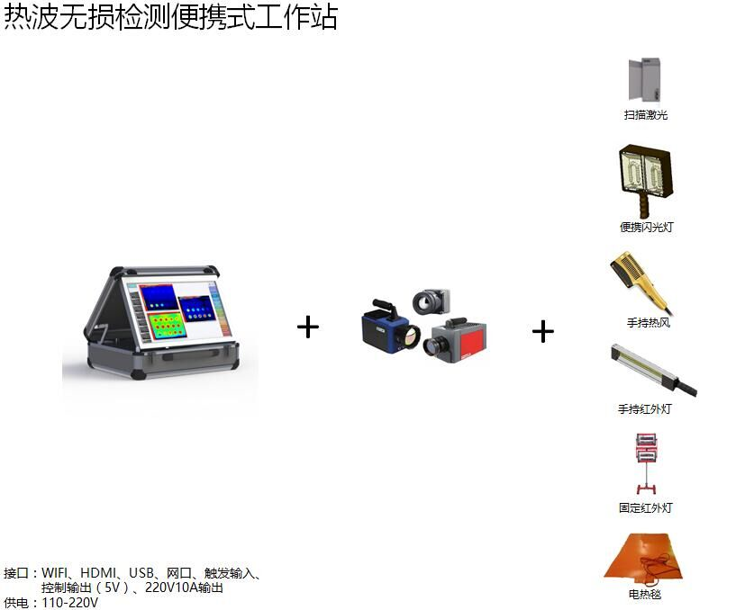 热波无损检测便携式工作站
扫描激光
便携闪光灯
手持热风
手持红外灯
固定红外灯
电热毯
接口：WIFI、HDMI、USB、网口、触发输入、
控制输出（5V）、220V10A输出
供电：110-220V